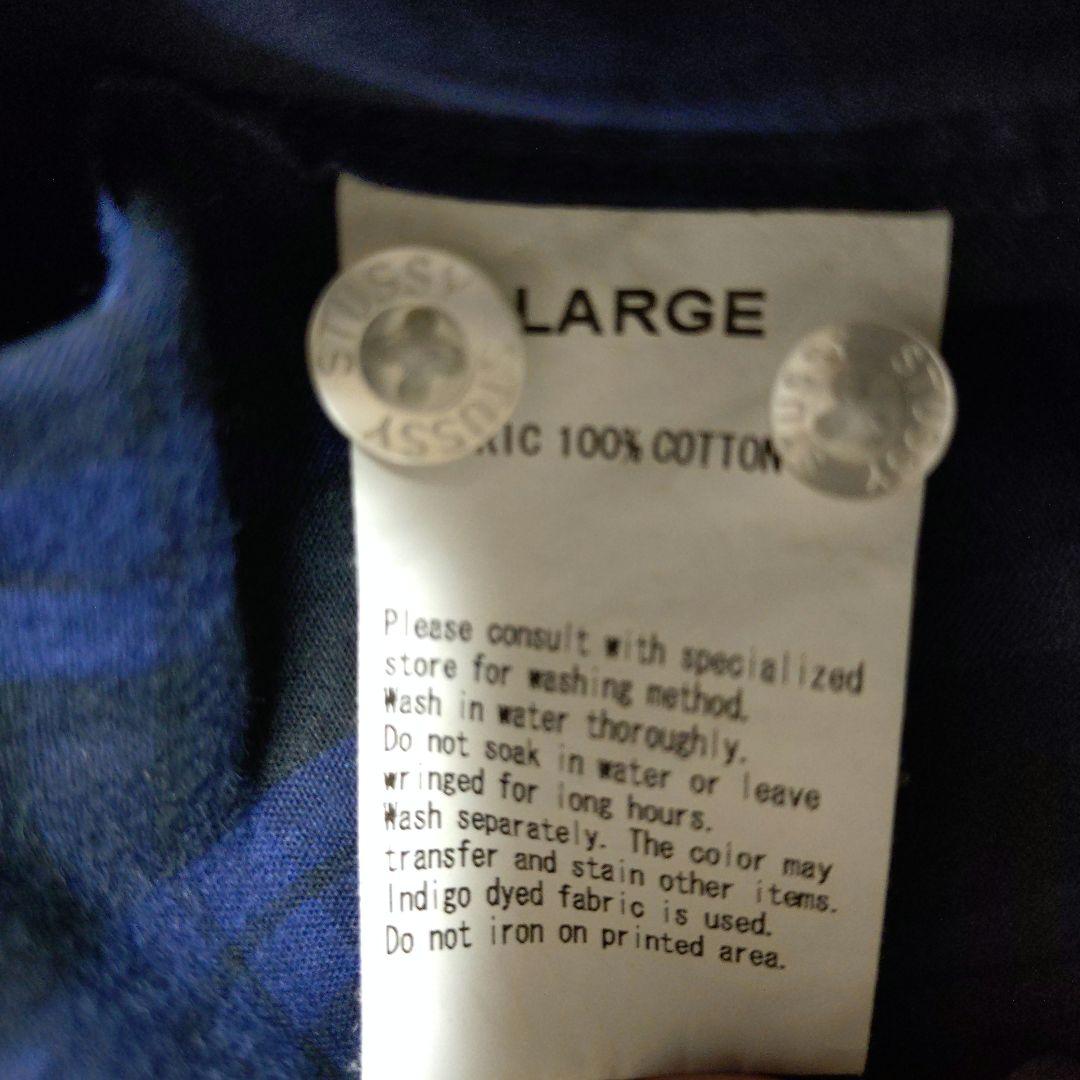 STUSSY STUSSY
LARGE
STUSSY
100% COTTON
Please consult with specialized
store for washing method.
Wash in water thoroughly.
Do not soak in water or leave
wringed for long hours.
Wash separately. The color may
transfer and stain other items.
Indigo dyed fabric is used.
Do not iron on printed area.